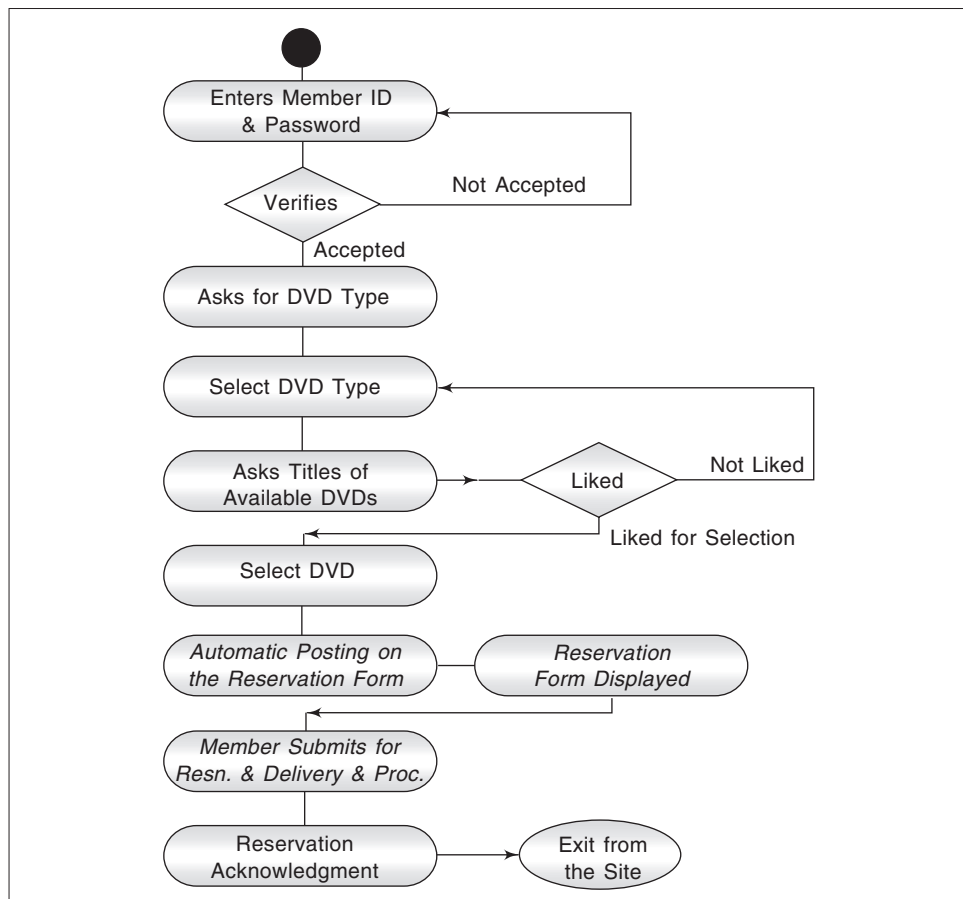 Enters Member ID
& Password
Not Accepted
Verifies
Accepted
Asks for DVD Type
Select DVD Type
Not Liked
Asks Titles of
Available DVDs
Liked
Liked for Selection
Select DVD
Automatic Posting on
the Reservation Form
Reservation
Form Displayed
Member Submits for
Resn. & Delivery & Proc.
Reservation
Acknowledgment
Exit from
the Site